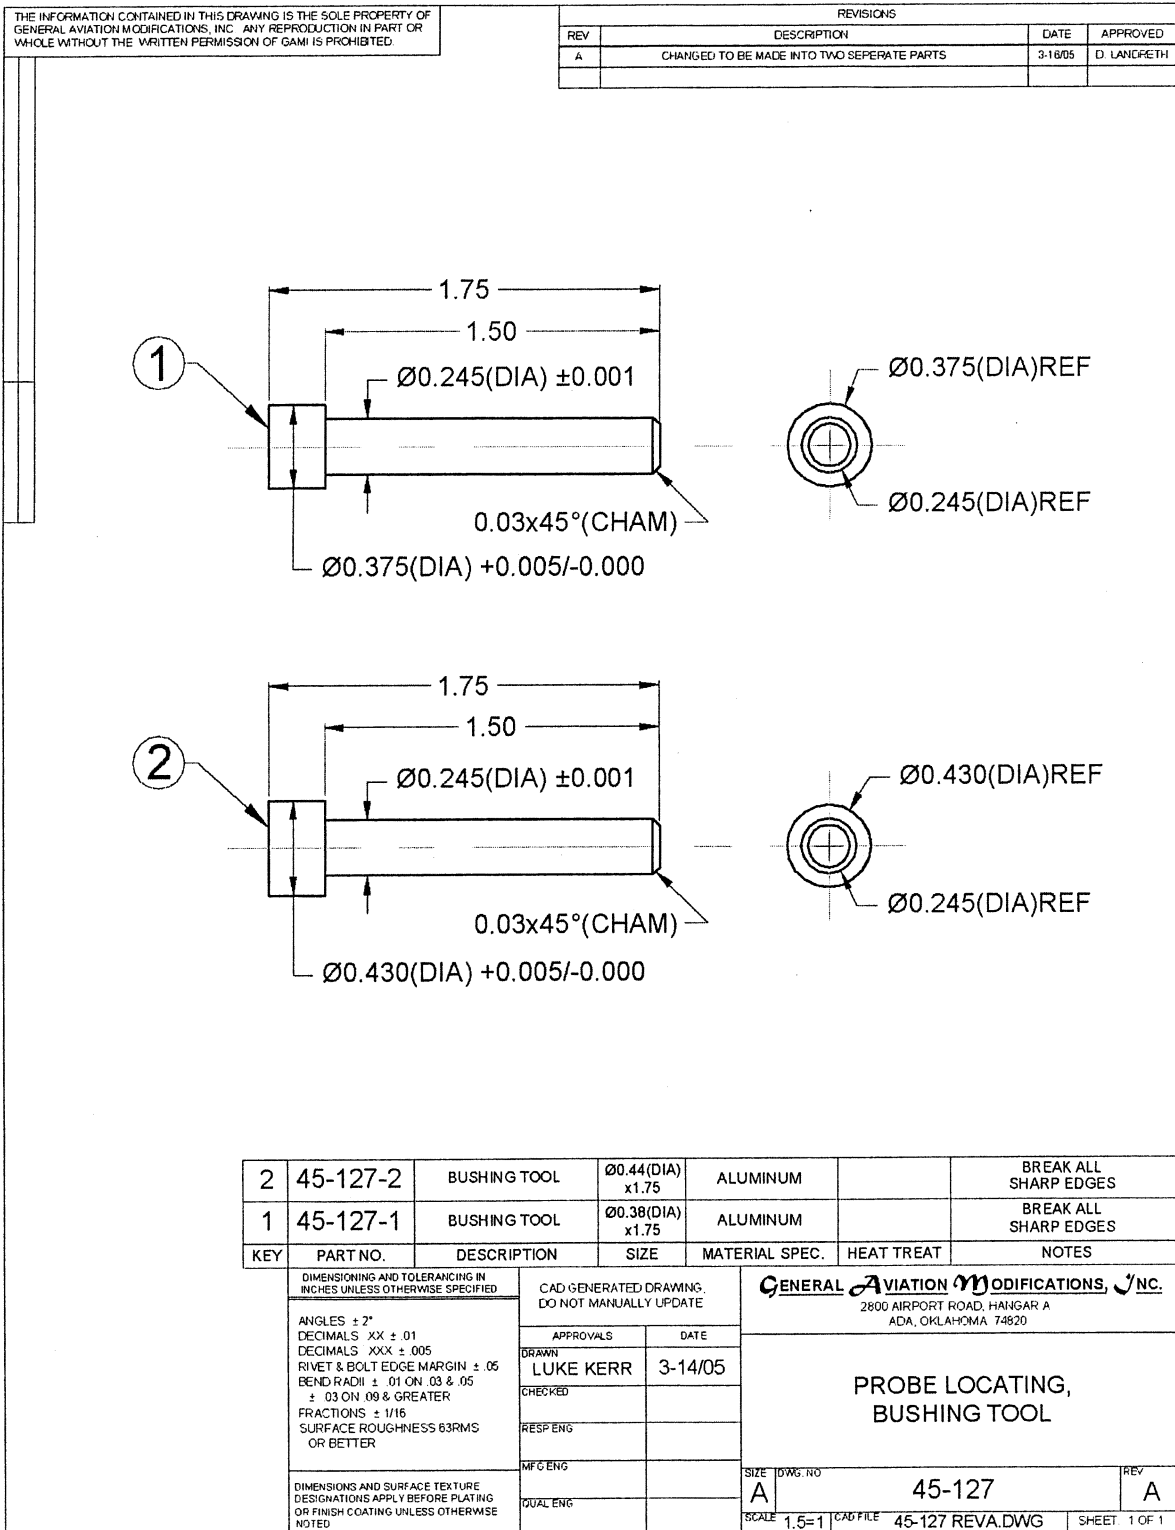 THE INFORMATION CONTAINED IN THIS DRAWING IS THE SOLE PROPERTY OF
GENERAL AVIATION MODIFICATIONS, INC ANY REPRODUCTION IN PART OR
WHOLE WITHOUT THE WRITTEN PERMISSION OF GAMI IS PROHIBITED.
REVISIONS
REV DESCRIPTION DATE APPROVED
A CHANGED TO BE MADE INTO TWO SEPERATE PARTS 3-16/05 D. LANDRETH
1.75
1.50
1
Ø0.245(DIA) ±0.001
Ø0.375(DIA)REF
0.03x45°(CHAM)
Ø0.245(DIA)REF
Ø0.375(DIA) +0.005/-0.000
1.75
1.50
2
Ø0.245(DIA) ±0.001
Ø0.430(DIA)REF
0.03x45°(CHAM)
Ø0.245(DIA)REF
Ø0.430(DIA) +0.005/-0.000
2 45-127-2 BUSHING TOOL Ø0.44(DIA) x1.75 ALUMINUM BREAK ALL SHARP EDGES
1 45-127-1 BUSHING TOOL Ø0.38(DIA) x1.75 ALUMINUM BREAK ALL SHARP EDGES
KEY PART NO. DESCRIPTION SIZE MATERIAL SPEC. HEAT TREAT NOTES
DIMENSIONING AND TOLERANCING IN
INCHES UNLESS OTHERWISE SPECIFIED
ANGLES ± 2°
DECIMALS XX ± .01
DECIMALS XXX ± .005
RIVET & BOLT EDGE MARGIN ± .05
BEND RADII ± .01 ON .03 & .05
± 03 ON .09 & GREATER
FRACTIONS ± 1/16
SURFACE ROUGHNESS 63RMS
OR BETTER
DIMENSIONS AND SURFACE TEXTURE
DESIGNATIONS APPLY BEFORE PLATING
OR FINISH COATING UNLESS OTHERWISE
NOTED
CAD GENERATED DRAWING,
DO NOT MANUALLY UPDATE
APPROVALS DATE
DRAWN
LUKE KERR 3-14/05
CHECKED
RESP ENG
MFG ENG
QUAL ENG
GENERAL AVIATION MODIFICATIONS, INC.
2800 AIRPORT ROAD, HANGAR A
ADA, OKLAHOMA 74820
PROBE LOCATING,
BUSHING TOOL
SIZE DWG. NO REV
A 45-127 A
SCALE 1.5=1 CAD FILE 45-127 REVA.DWG SHEET 1 OF 1